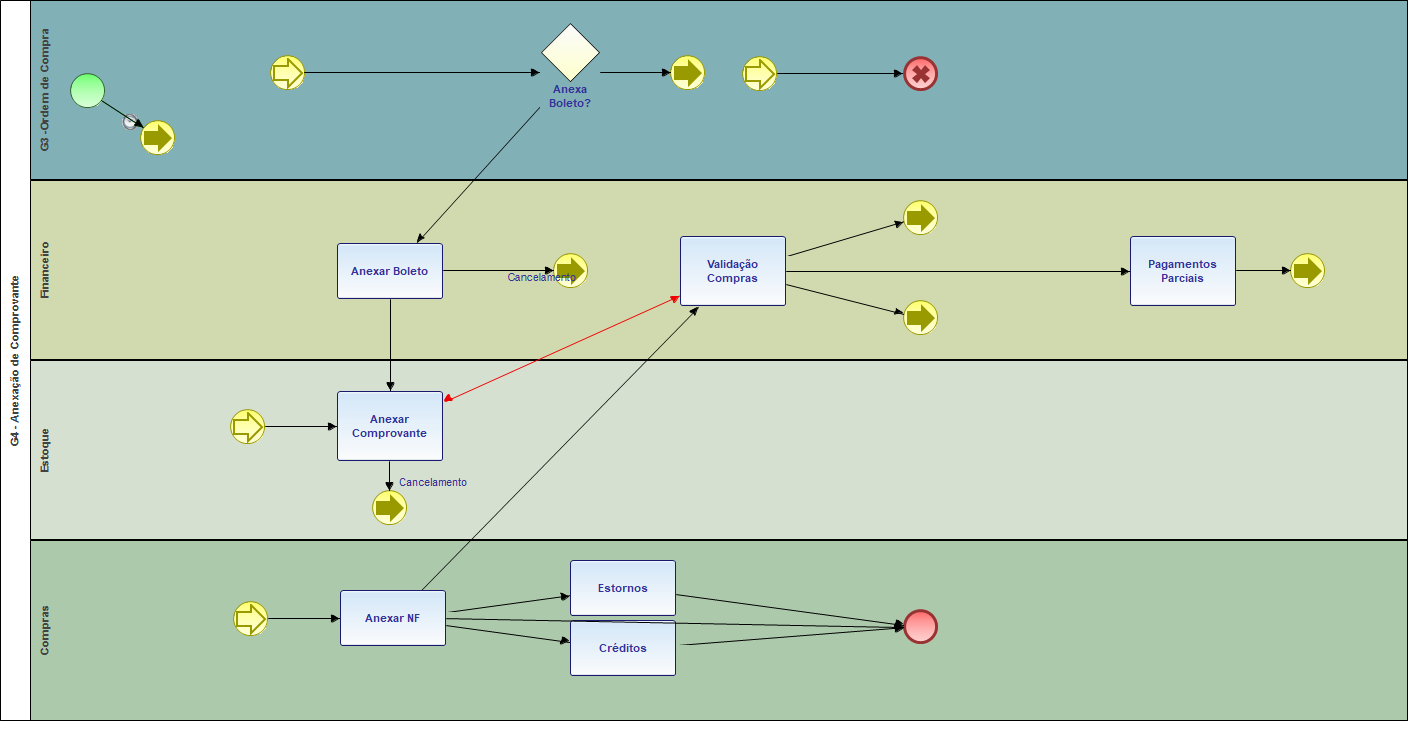 G4 - Anexação de Comprovante
G3 -Ordem de Compra
Anexa
Boleto?
Financeiro
Anexar Boleto
Cancelamento
Validação
Compras
Pagamentos
Parciais
Estoque
Anexar
Comprovante
Cancelamento
Compras
Anexar NF
Estornos
Créditos